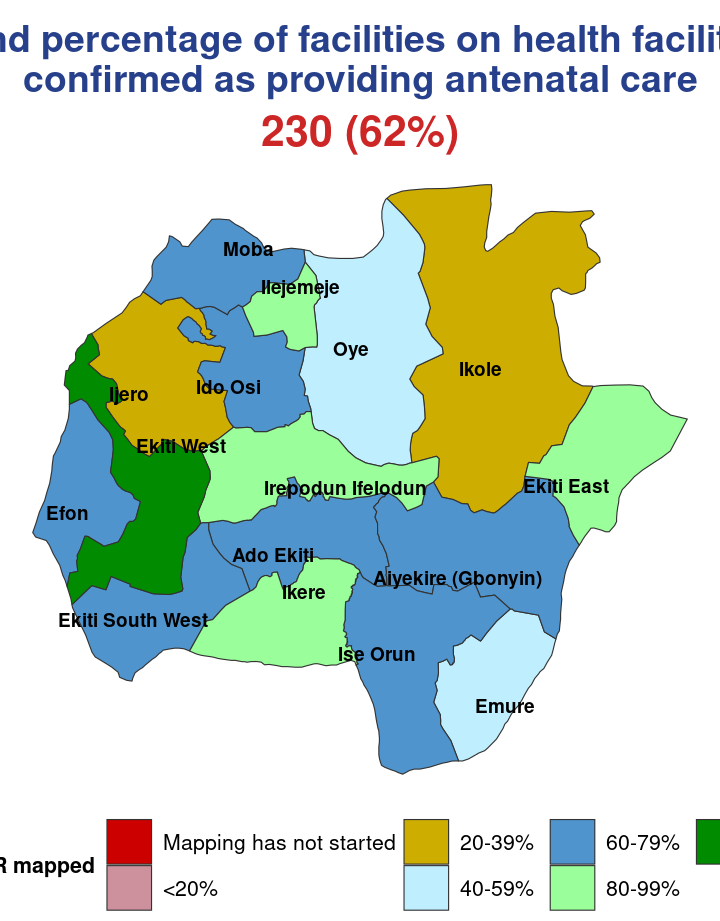 nd percentage of facilities on health facilit
confirmed as providing antenatal care
230 (62%)
Moba
Ilejemeje
Oye
Ikole
Ido Osi
Ijero
Ekiti West
Irepodun Ifelodun
Ekiti East
Efon
Ado Ekiti
Aiyekire (Gbonyin)
Ikere
Ekiti South West
Ise Orun
Emure
R mapped
Mapping has not started
20-39%
60-79%
<20%
40-59%
80-99%